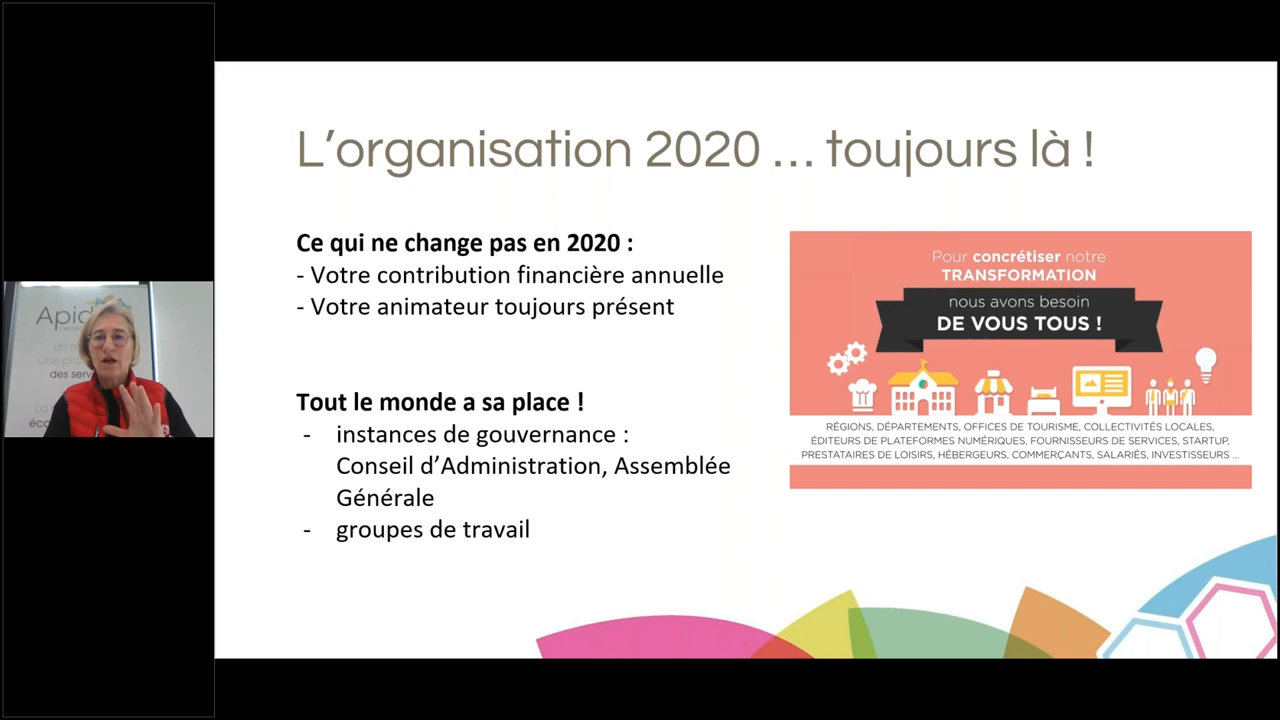 L'organisation 2020 ... toujours là !
Ce qui ne change pas en 2020 :
- Votre contribution financière annuelle
- Votre animateur toujours présent
Tout le monde a sa place !
- instances de gouvernance :
Conseil d'Administration, Assemblée
Générale
- groupes de travail
Pour concrétiser notre
TRANSFORMATION
nous avons besoin
DE VOUS TOUS !
RÉGIONS, DÉPARTEMENTS, OFFICES DE TOURISME, COLLECTIVITÉS LOCALES,
ÉDITEURS DE PLATEFORMES NUMÉRIQUES, FOURNISSEURS DE SERVICES, STARTUP,
PRESTATAIRES DE LOISIRS, HÉBERGEURS, COMMERÇANTS, SALARIÉS, INVESTISSEURS ...
Apid
des serv